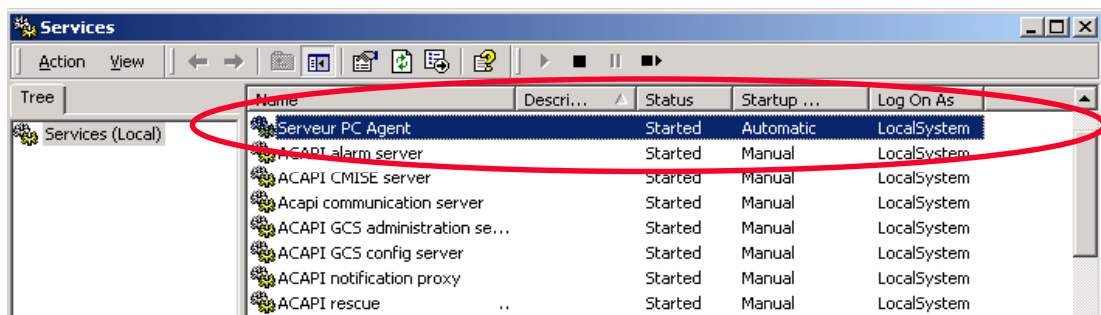 Services
Action View
Tree
Name Descri... Status Startup ... Log On As
Services (Local)
Serveur PC Agent Started Automatic LocalSystem
ACAPI alarm server Started Manual LocalSystem
ACAPI CMISE server Started Manual LocalSystem
Acapi communication server Started Manual LocalSystem
ACAPI GCS administration se... Started Manual LocalSystem
ACAPI GCS config server Started Manual LocalSystem
ACAPI notification proxy Started Manual LocalSystem
ACAPI rescue .. Started Manual LocalSystem